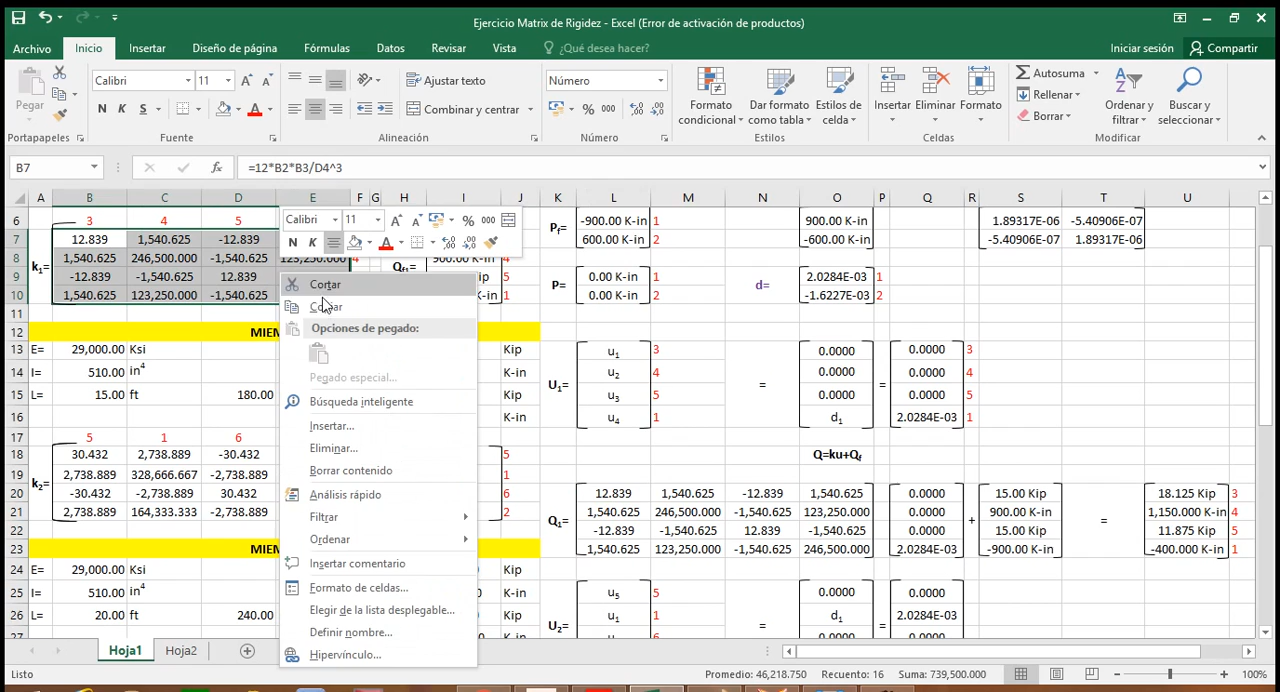 Ejercicio Matrix de Rigidez - Excel (Error de activación de productos)
Archivo Inicio Insertar Diseño de página Fórmulas Datos Revisar Vista ¿Qué desea hacer? Iniciar sesión Compartir
Pegar Calibri 11 Ajustar texto Número Autosuma
N K S Combinar y centrar % 000 Rellenar
Formato condicional Dar formato como tabla Estilos de celda Insertar Eliminar Formato Borrar Ordenar y filtrar Buscar y seleccionar
Portapapeles Fuente Alineación Número Estilos Celdas Modificar
B7 fx =12*B2*B3/D4^3
A B C D E F G H I J K L M N O P Q R S T U
6 3 4 5 Pf= -900.00 K-in 1 900.00 K-in 1.89317E-06 -5.40906E-07
7 12.839 1,540.625 -12.839 600.00 K-in 2 -600.00 K-in -5.40906E-07 1.89317E-06
k1=
8 1,540.625 246,500.000 -1,540.625 123,250.000 4 900.00 K-in 4
Qf1=
9 -12.839 -1,540.625 12.839 5 0.00 K-in 1 2.0284E-03 1
P= d=
10 1,540.625 123,250.000 -1,540.625 K-in 1 0.00 K-in 2 -1.6227E-03 2
11
12 MIEM
13 E= 29,000.00 Ksi Kip u1 3 0.0000 0.0000 3
14 I= 510.00 in4 K-in u2 4 0.0000 0.0000 4
U1= = =
15 L= 15.00 ft 180.00 Kip u3 5 0.0000 0.0000 5
16 K-in u4 1 d1 2.0284E-03 1
17 5 1 6
18 30.432 2,738.889 -30.432 5 Q=ku+Qf
19 2,738.889 328,666.667 -2,738.889 1
k2=
20 -30.432 -2,738.889 30.432 6 12.839 1,540.625 -12.839 1,540.625 0.0000 15.00 Kip 18.125 Kip 3
21 2,738.889 164,333.333 -2,738.889 2 1,540.625 246,500.000 -1,540.625 123,250.000 0.0000 900.00 K-in 1,150.000 K-in 4
Q1= + =
22 -12.839 -1,540.625 12.839 -1,540.625 0.0000 15.00 Kip 11.875 Kip 5
23 MIEM 1,540.625 123,250.000 -1,540.625 246,500.000 2.0284E-03 -900.00 K-in -400.000 K-in 1
24 E= 29,000.00 Ksi Kip
25 I= 510.00 in4 K-in u5 5 0.0000 0.0000
26 L= 20.00 ft 240.00 Kip u1 1 d1 2.0284E-03
U2= = =
27 6 0.0000 0.0000
Calibri 11 % 000
N K
Cortar
Copiar
Opciones de pegado:
Pegado especial...
Búsqueda inteligente
Insertar...
Eliminar...
Borrar contenido
Análisis rápido
Filtrar
Ordenar
Insertar comentario
Formato de celdas...
Elegir de la lista desplegable...
Definir nombre...
Hipervínculo...
Hoja1 Hoja2
Listo Promedio: 46,218.750 Recuento: 16 Suma: 739,500.000 100%